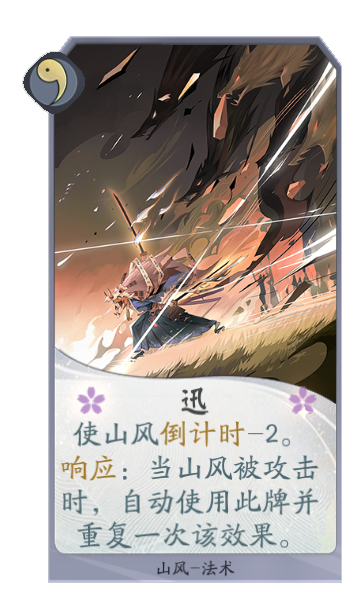 迅
使山风倒计时-2。
响应：当山风被攻击
时，自动使用此牌并
重复一次该效果。
山风-法术